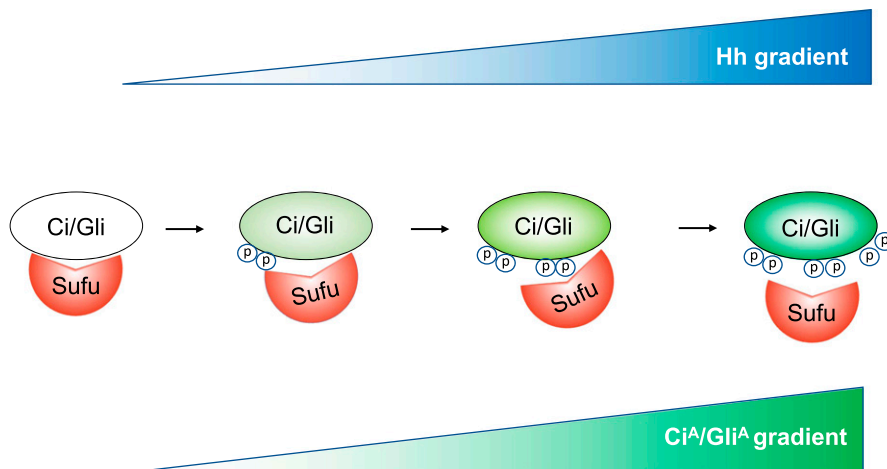 Hh gradient
Ci/Gli Ci/Gli Ci/Gli Ci/Gli
p p p p p p p p p p p p
Sufu Sufu Sufu Sufu
Ciᴬ/Gliᴬ gradient